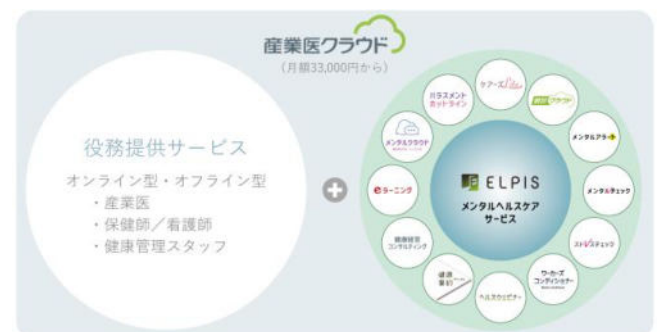 産業医クラウド
(月額33,000円から)
役務提供サービス
オンライン型・オフライン型
・産業医
・保健師／看護師
・健康管理スタッフ
+
ELPIS
メンタルヘルスケア
サービス
ハラスメント
ホットライン
メンタルアラート
メンタルチェック
ストレスチェック
ワーカーズ
コンディショナー
ヘルスウェビナー
健康経営
コンサルティング
eラーニング
メンタルクラウド